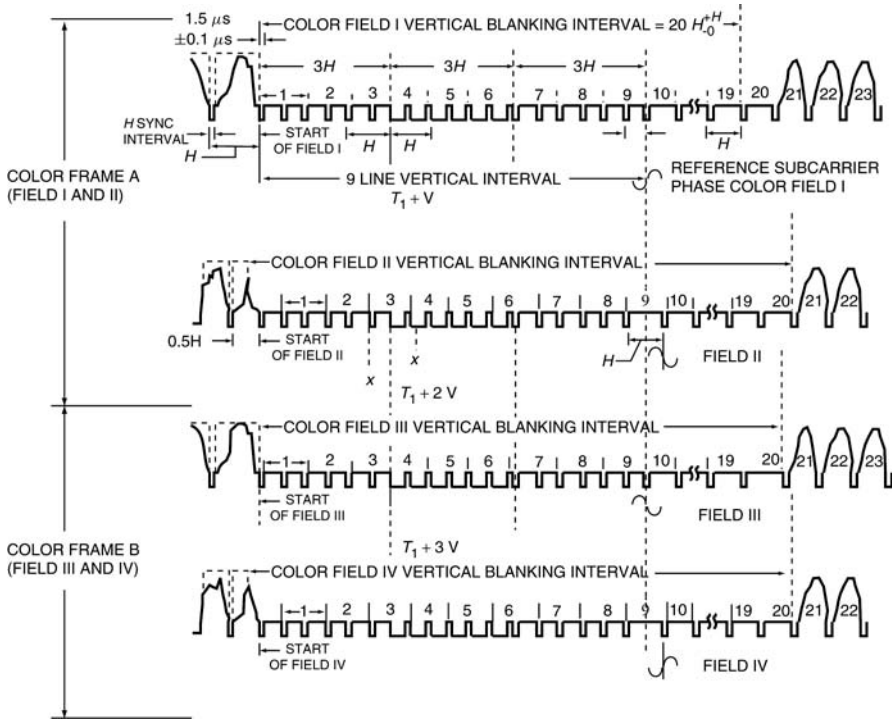 1.5 μs
±0.1 μs
COLOR FIELD I VERTICAL BLANKING INTERVAL = 20 H +H -0
3H 3H 3H
1 2 3 4 5 6 7 8 9 10 19 20 21 22 23
H SYNC
INTERVAL
H
START
OF FIELD I
H H H
9 LINE VERTICAL INTERVAL
T1 + V
REFERENCE SUBCARRIER
PHASE COLOR FIELD I
COLOR FRAME A
(FIELD I AND II)
COLOR FIELD II VERTICAL BLANKING INTERVAL
1 2 3 4 5 6 7 8 9 10 19 20 21 22
0.5H
START
OF FIELD II
x x
H
FIELD II
T1 + 2 V
COLOR FIELD III VERTICAL BLANKING INTERVAL
1 2 3 4 5 6 7 8 9 10 19 20 21 22 23
START
OF FIELD III
FIELD III
T1 + 3 V
COLOR FRAME B
(FIELD III AND IV)
COLOR FIELD IV VERTICAL BLANKING INTERVAL
1 2 3 4 5 6 7 8 9 10 19 20 21 22
START
OF FIELD IV
FIELD IV